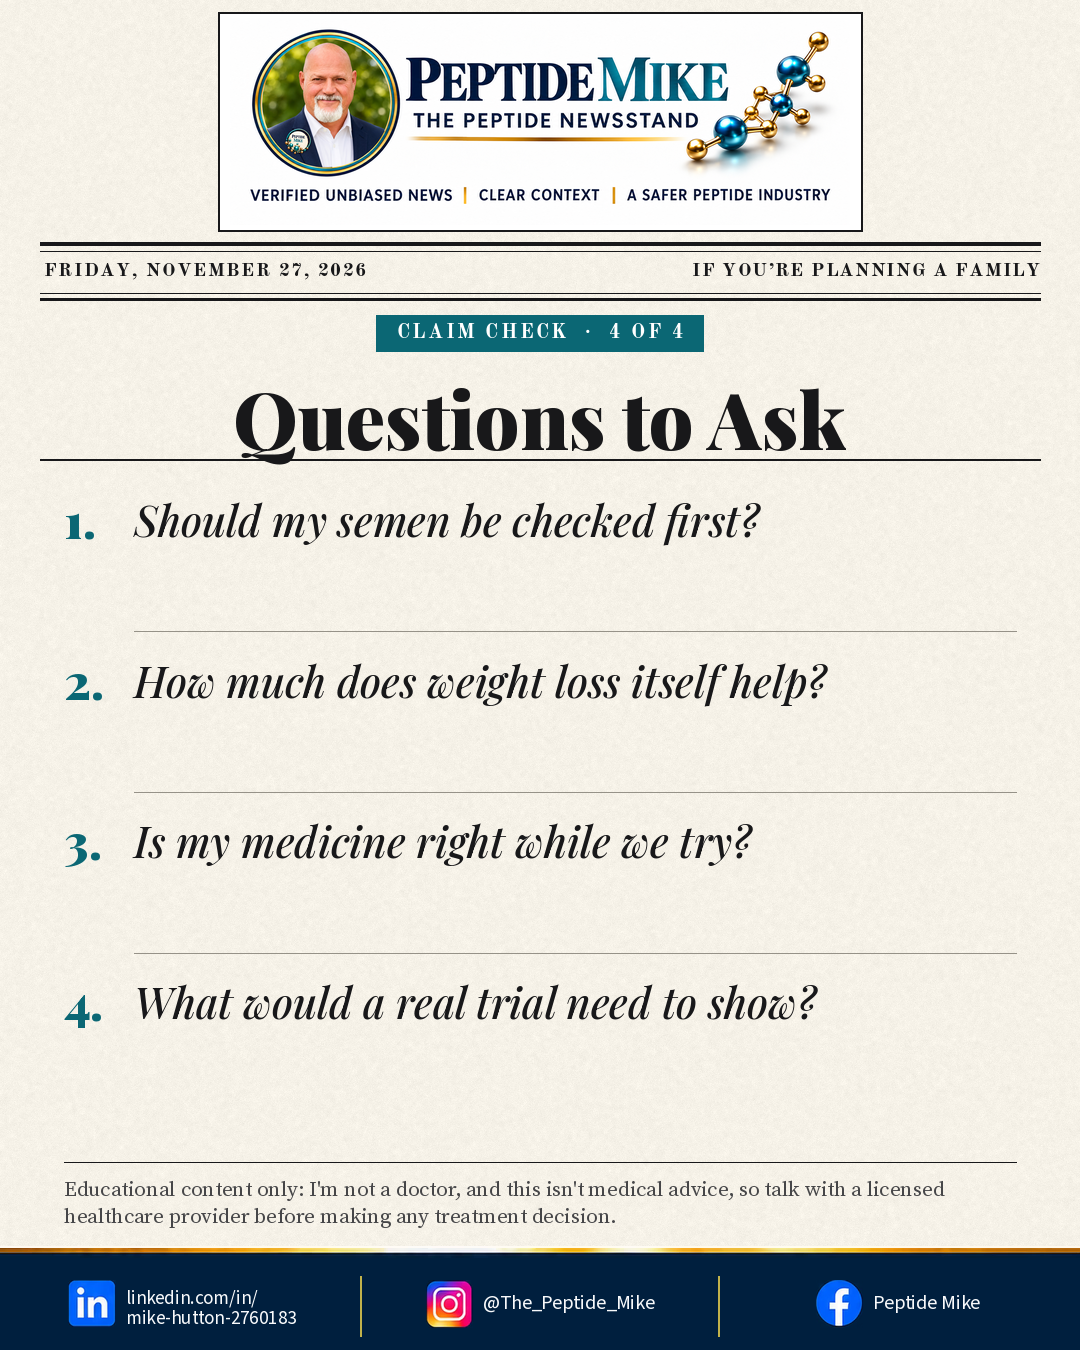 PEPTIDEMIKE
THE PEPTIDE NEWSSTAND
VERIFIED UNBIASED NEWS | CLEAR CONTEXT | A SAFER PEPTIDE INDUSTRY
FRIDAY, NOVEMBER 27, 2026
IF YOU’RE PLANNING A FAMILY
CLAIM CHECK · 4 OF 4
Questions to Ask
1. Should my semen be checked first?
2. How much does weight loss itself help?
3. Is my medicine right while we try?
4. What would a real trial need to show?
Educational content only: I'm not a doctor, and this isn't medical advice, so talk with a licensed
healthcare provider before making any treatment decision.
linkedin.com/in/
mike-hutton-2760183
@The_Peptide_Mike
Peptide Mike